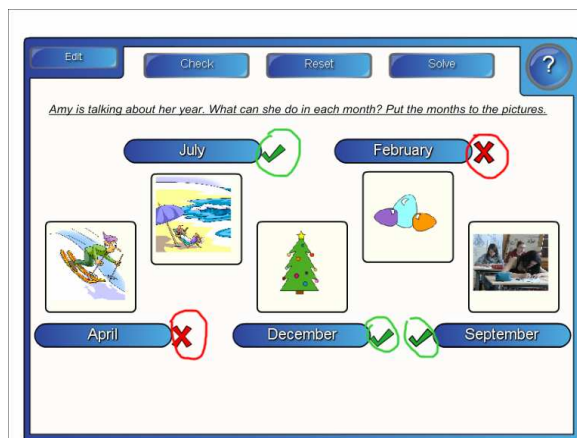 Edit
Check
Reset
Solve
?
Amy is talking about her year. What can she do in each month? Put the months to the pictures.
July
February
April
December
September